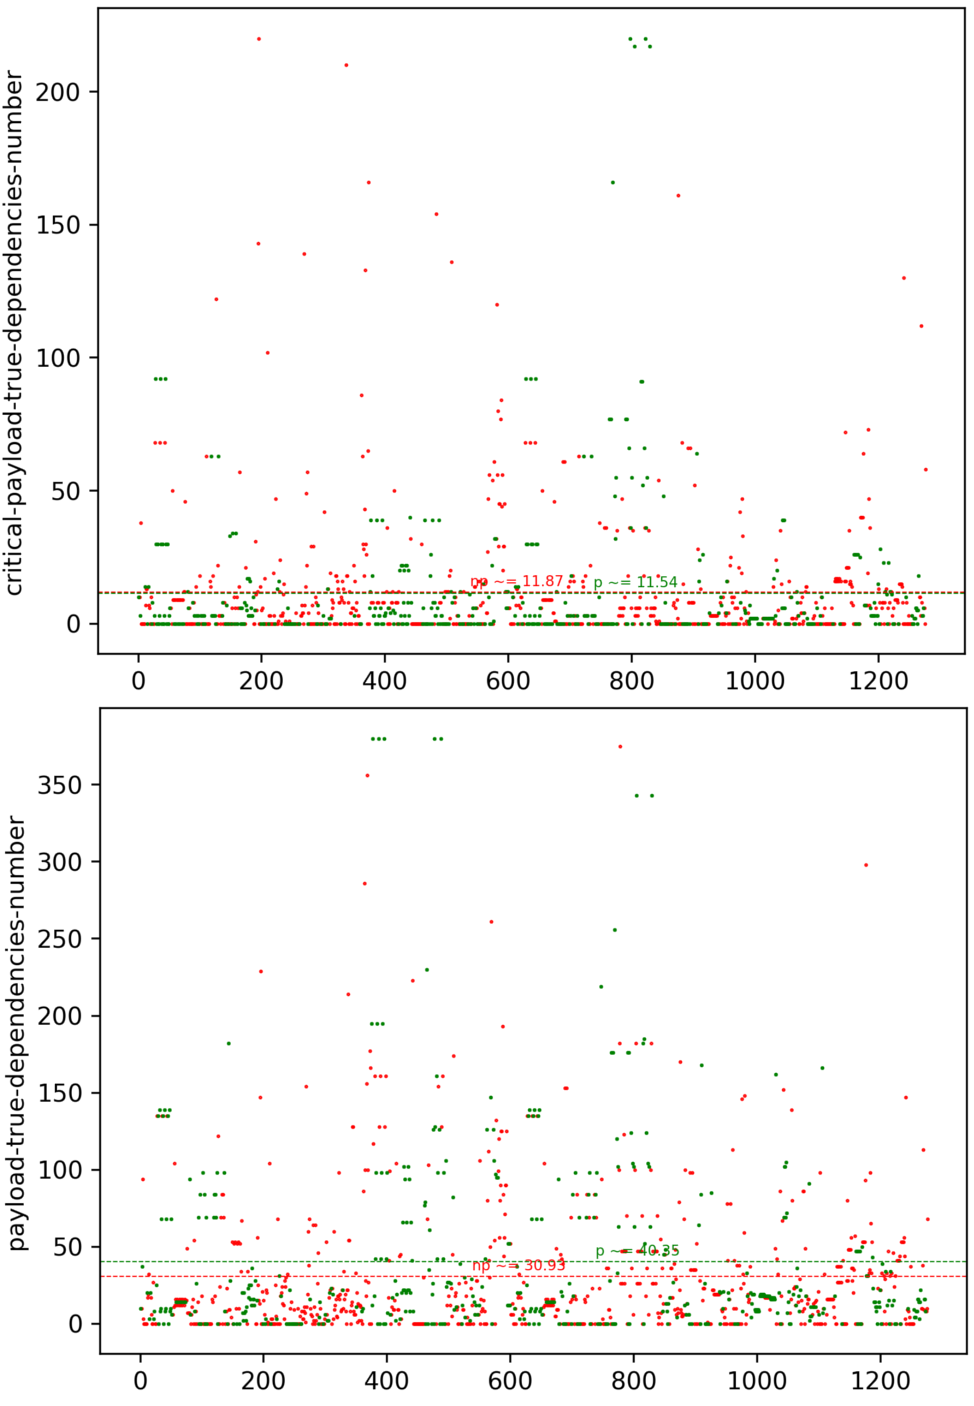 critical-payload-true-dependencies-number
200
150
100
50
0
np ~= 11.87
p ~= 11.54
0 200 400 600 800 1000 1200
payload-true-dependencies-number
350
300
250
200
150
100
50
0
p ~= 40.35
np ~= 30.93
0 200 400 600 800 1000 1200